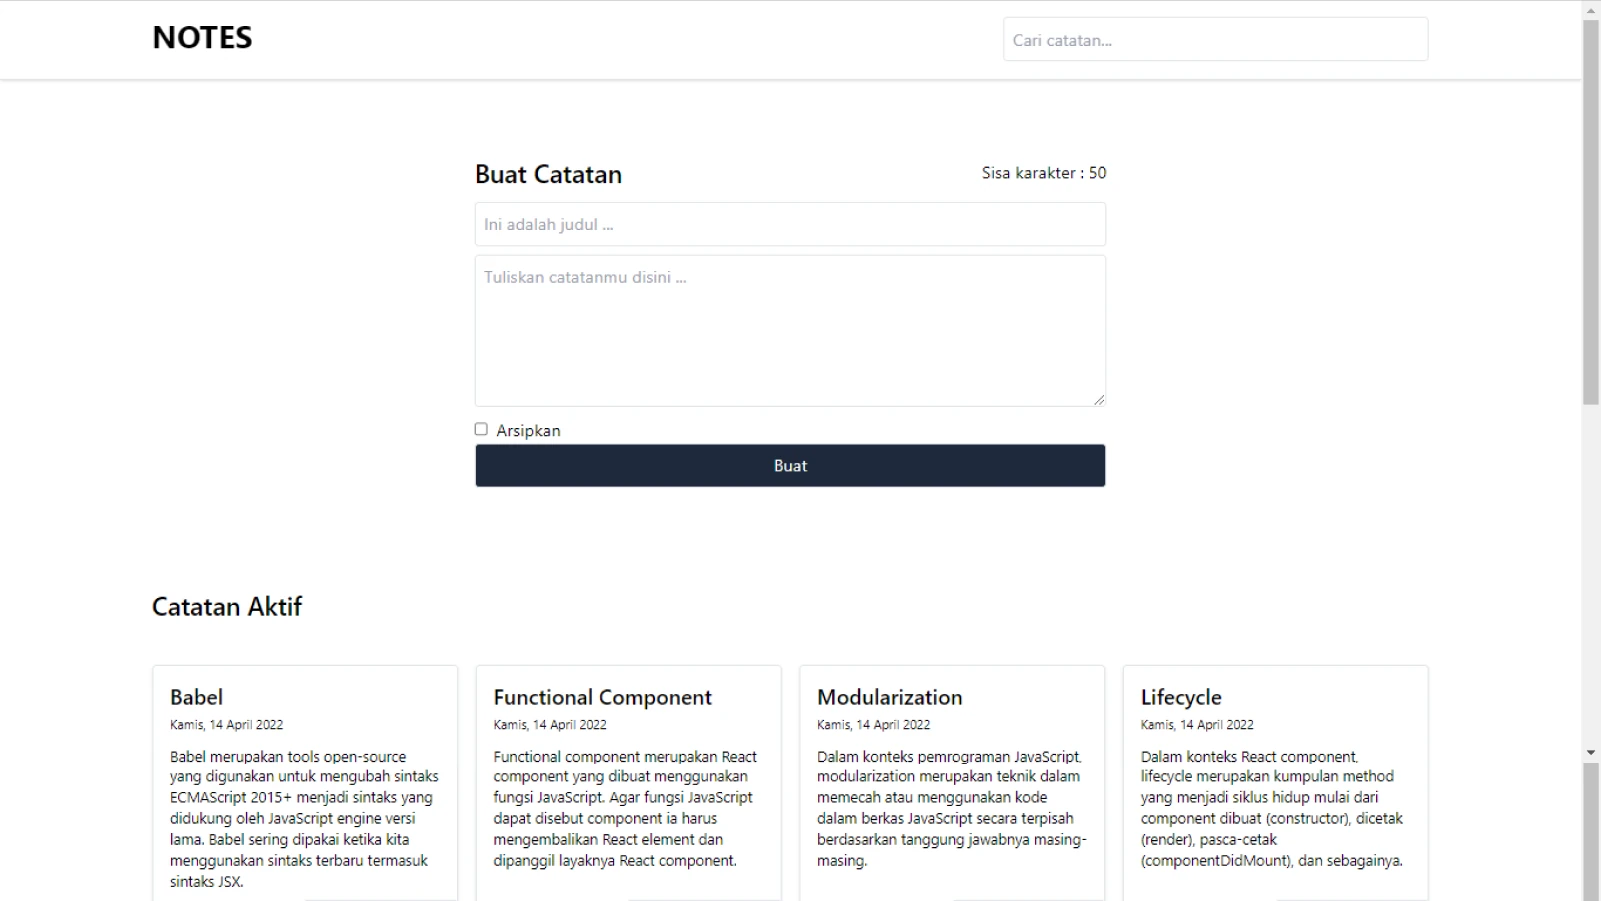 NOTES
Cari catatan...
Buat Catatan
Sisa karakter : 50
Ini adalah judul ...
Tuliskan catatanmu disini ...
Arsipkan
Buat
Catatan Aktif
Babel
Kamis, 14 April 2022
Babel merupakan tools open-source
yang digunakan untuk mengubah sintaks
ECMAScript 2015+ menjadi sintaks yang
didukung oleh JavaScript engine versi
lama. Babel sering dipakai ketika kita
menggunakan sintaks terbaru termasuk
sintaks JSX.
Functional Component
Kamis, 14 April 2022
Functional component merupakan React
component yang dibuat menggunakan
fungsi JavaScript. Agar fungsi JavaScript
dapat disebut component ia harus
mengembalikan React element dan
dipanggil layaknya React component.
Modularization
Kamis, 14 April 2022
Dalam konteks pemrograman JavaScript,
modularization merupakan teknik dalam
memecah atau menggunakan kode
dalam berkas JavaScript secara terpisah
berdasarkan tanggung jawabnya masing-
masing.
Lifecycle
Kamis, 14 April 2022
Dalam konteks React component,
lifecycle merupakan kumpulan method
yang menjadi siklus hidup mulai dari
component dibuat (constructor), dicetak
(render), pasca-cetak
(componentDidMount), dan sebagainya.